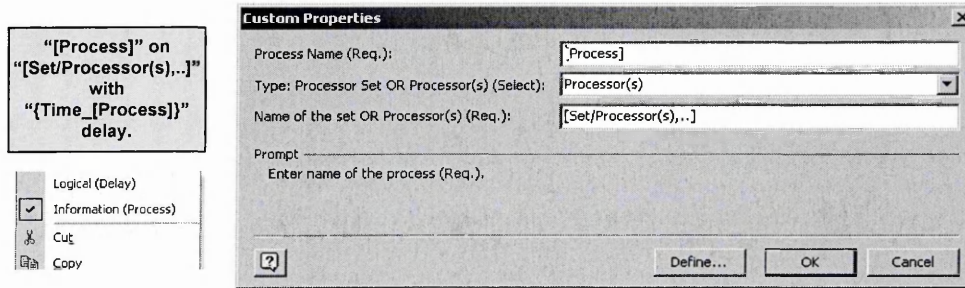 "[Process]" on
"[Set/Processor(s),..]"
with
"{Time_[Process]}"
delay.
Logical (Delay)
Information (Process)
Cut
Copy
Custom Properties
Process Name (Req.):
[Process]
Type: Processor Set OR Processor(s) (Select):
Processor(s)
Name of the set OR Processor(s) (Req.):
[Set/Processor(s),..]
Prompt
Enter name of the process (Req.).
Define...
OK
Cancel